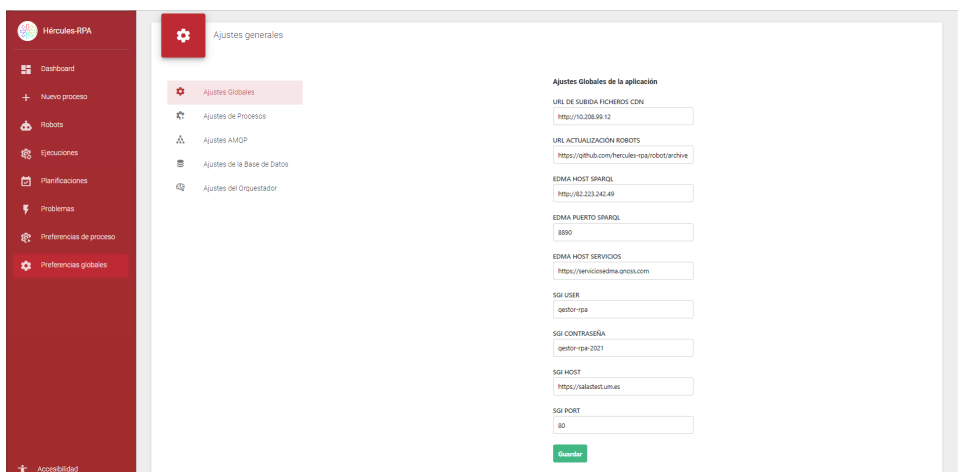 Hércules-RPA
Dashboard
Nuevo proceso
Robots
Ejecuciones
Planificaciones
Problemas
Preferencias de proceso
Preferencias globales
Accesibilidad
Ajustes generales
Ajustes Globales
Ajustes de Procesos
Ajustes AMQP
Ajustes de la Base de Datos
Ajustes del Orquestador
Ajustes Globales de la aplicación
URL DE SUBIDA FICHEROS CDN
http://10.208.99.12
URL ACTUALIZACIÓN ROBOTS
https://github.com/hercules-rpa/robot/archive
EDMA HOST SPARQL
http://82.223.242.49
EDMA PUERTO SPARQL
8890
EDMA HOST SERVICIOS
https://serviciosedma.gnoss.com
SGI USER
gestor-rpa
SGI CONTRASEÑA
gestor-rpa-2021
SGI HOST
https://salastest.um.es
SGI PORT
80
Guardar